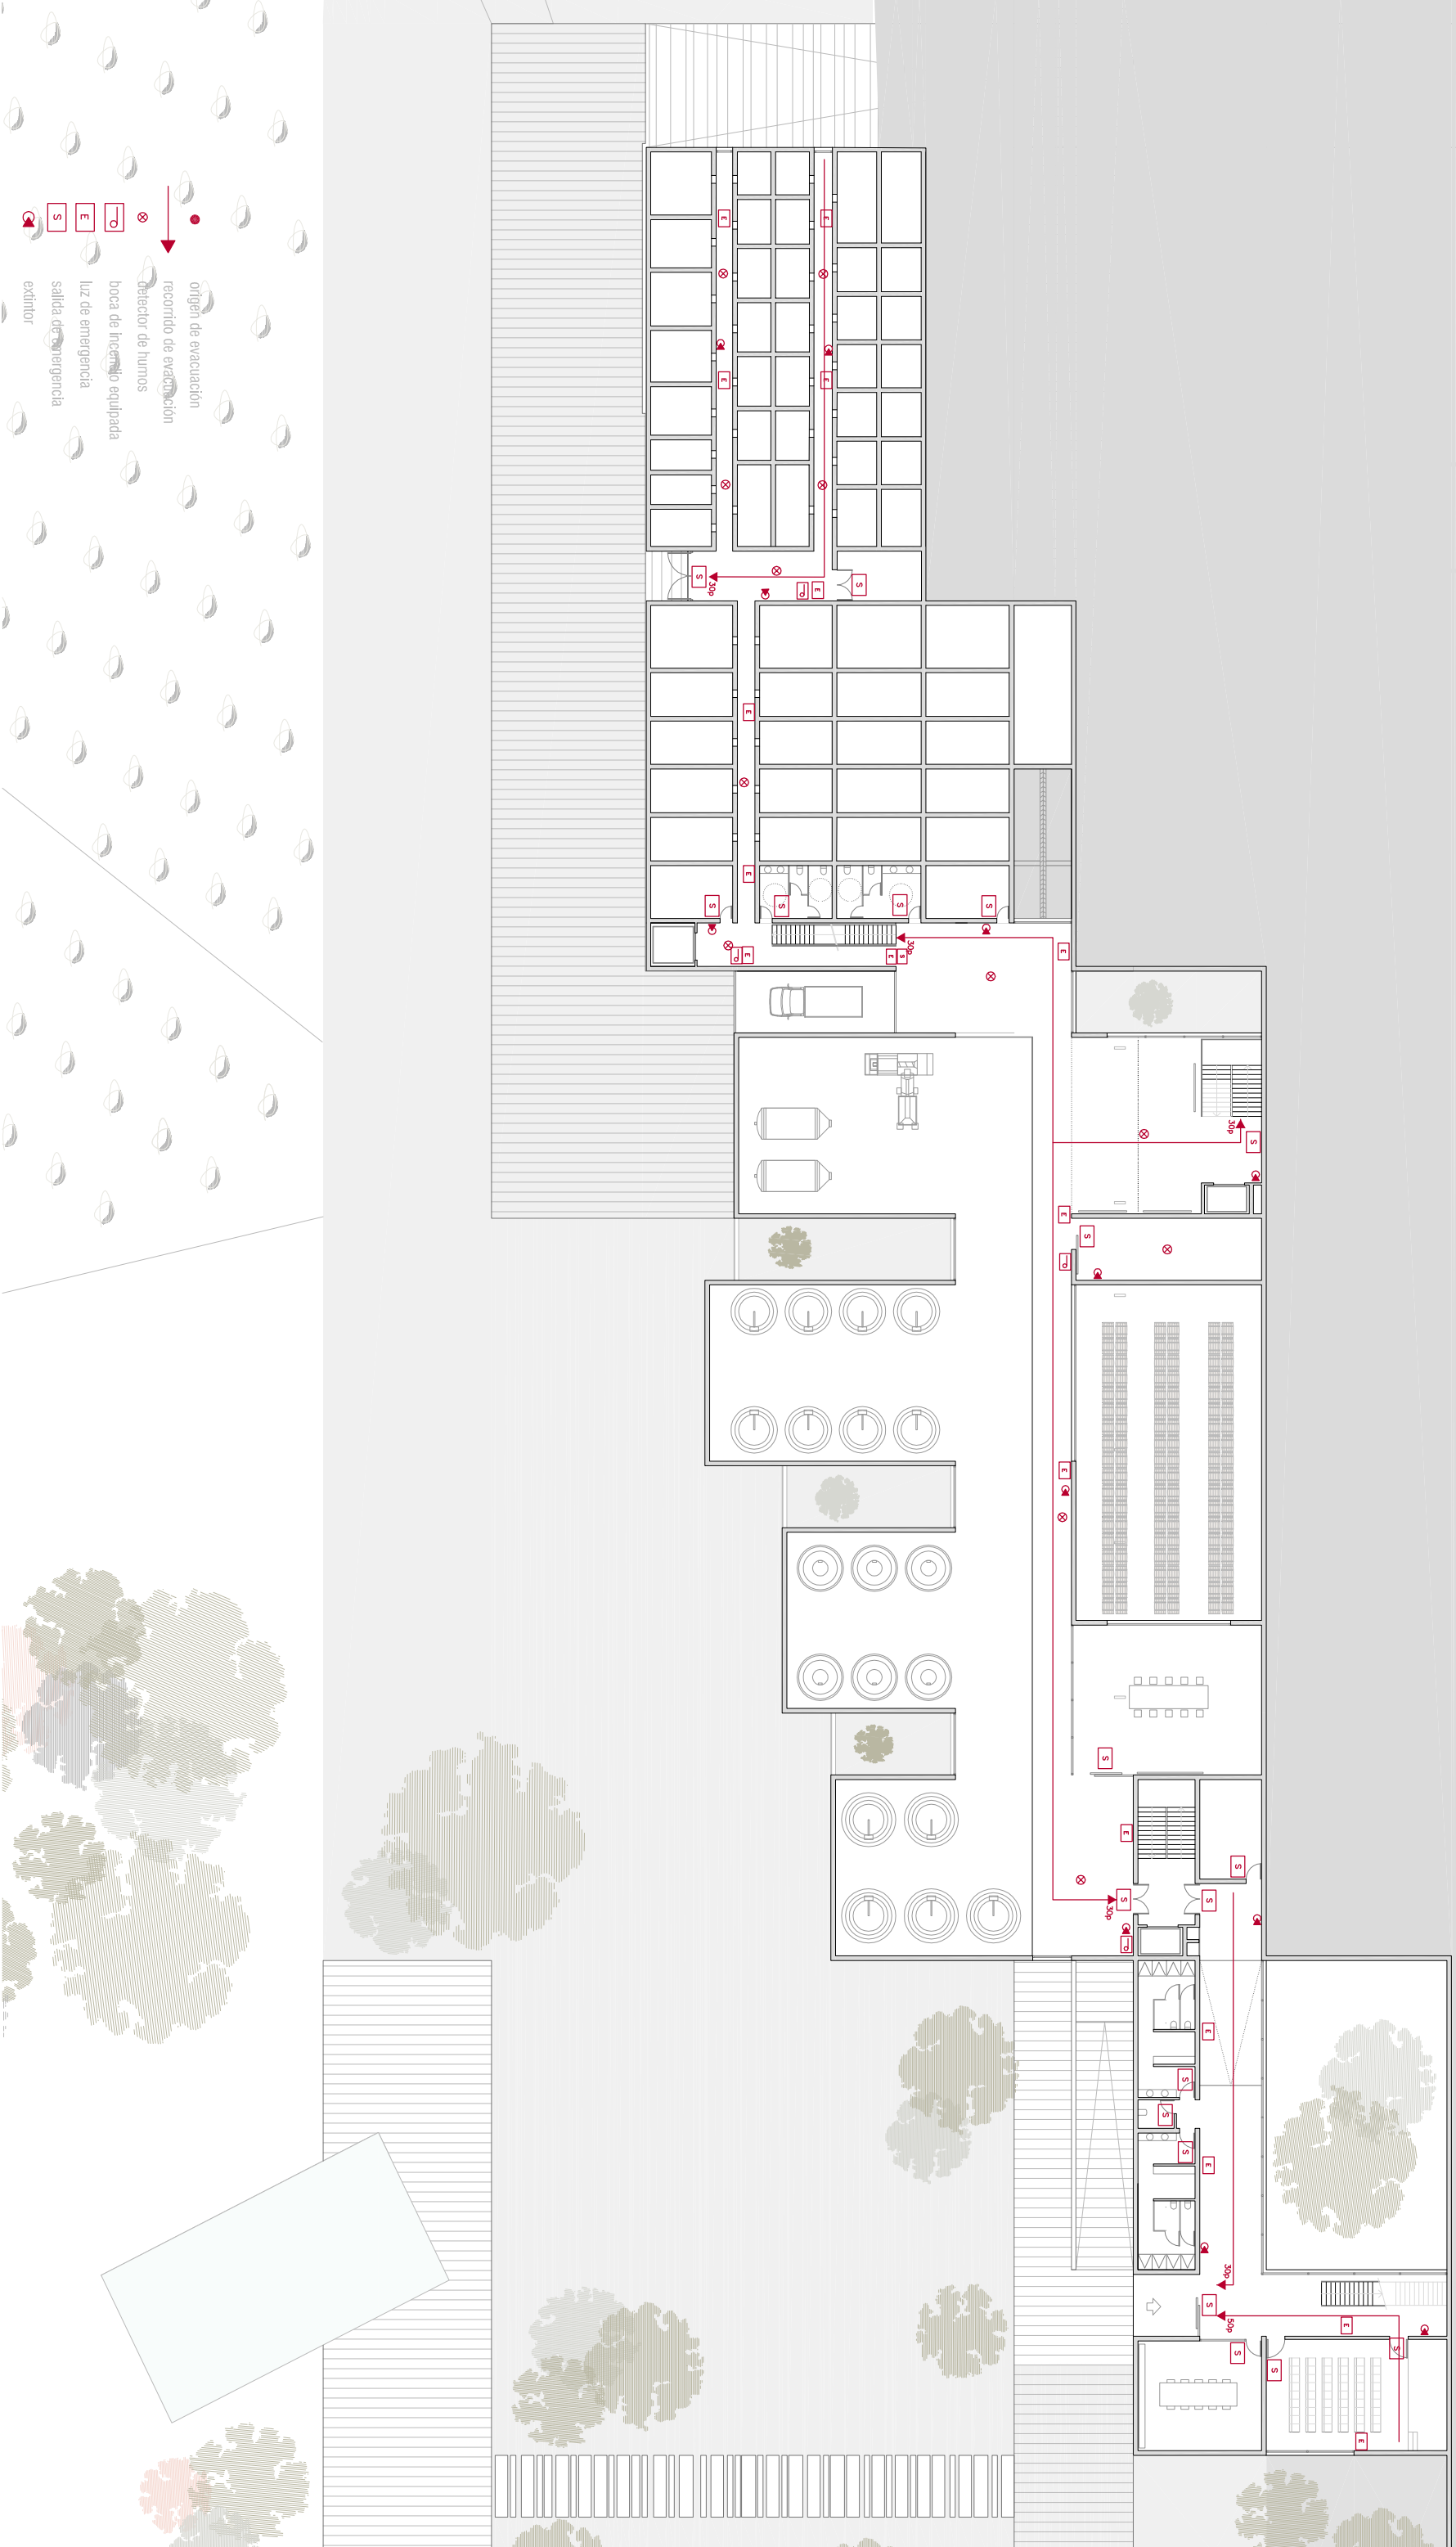 origen de evacuación
recorrido de evacuación
detector de humos
boca de incendio equipada
E luz de emergencia
S salida de emergencia
extintor
E
E
E
E
S
30p
E
S
E
E
S
S
S
S
E
E
30p
E
S
E
30p
S
E
S
E
S
E
S
S
S
30p
E
S
S
S
E
30p
S
50p
E
S
S
S
E